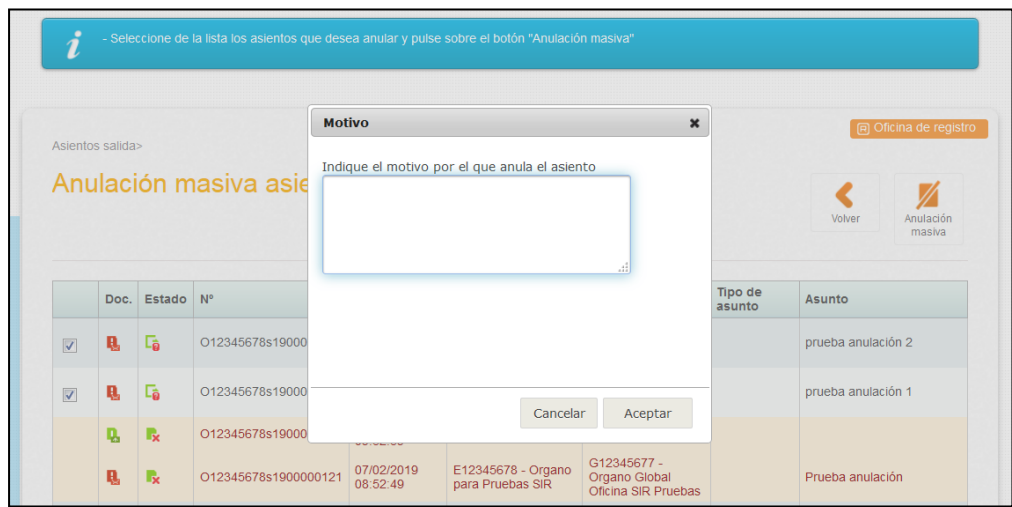 - Seleccione de la lista los asientos que desea anular y pulse sobre el botón "Anulación masiva"
Motivo
Oficina de registro
Asientos salida>
Indique el motivo por el que anula el asiento
Anulación masiva asie
Volver
Anulación
masiva
Doc. Estado Nº
Tipo de
asunto
Asunto
O12345678s19000
prueba anulación 2
O12345678s19000
prueba anulación 1
Cancelar
Aceptar
O12345678s19000
O12345678s1900000121
07/02/2019
08:52:49
E12345678 - Organo
para Pruebas SIR
G12345677 -
Organo Global
Oficina SIR Pruebas
Prueba anulación